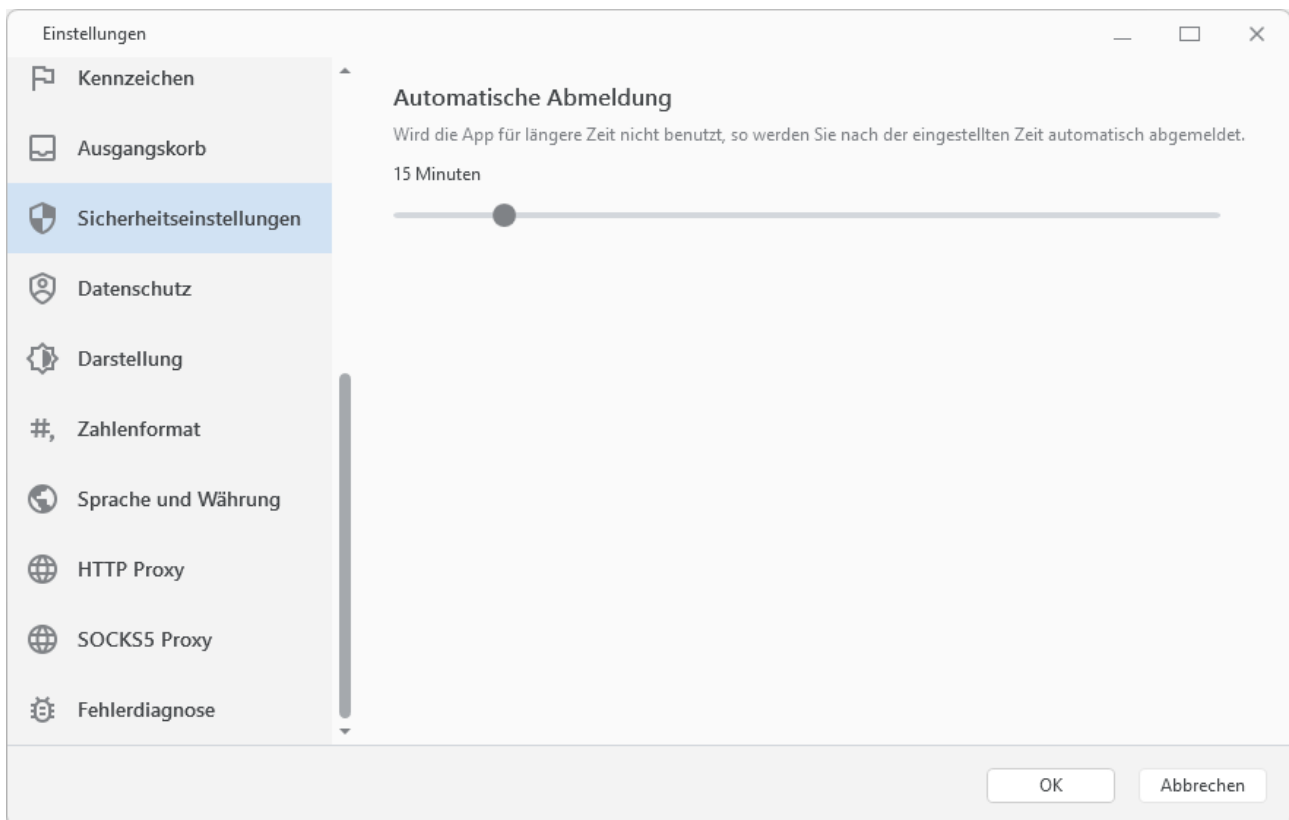 Einstellungen
Kennzeichen
Ausgangskorb
Sicherheitseinstellungen
Datenschutz
Darstellung
Zahlenformat
Sprache und Währung
HTTP Proxy
SOCKS5 Proxy
Fehlerdiagnose
Automatische Abmeldung
Wird die App für längere Zeit nicht benutzt, so werden Sie nach der eingestellten Zeit automatisch abgemeldet.
15 Minuten
OK
Abbrechen